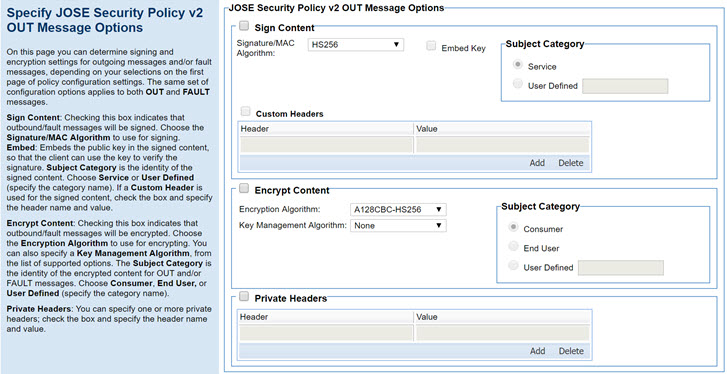 Specify JOSE Security Policy v2
OUT Message Options
On this page you can determine signing and
encryption settings for outgoing messages and/or fault
messages, depending on your selections on the first
page of policy configuration settings. The same set of
configuration options applies to both OUT and FAULT
messages.
Sign Content: Checking this box indicates that
outbound/fault messages will be signed. Choose the
Signature/MAC Algorithm to use for signing.
Embed: Embeds the public key in the signed content,
so that the client can use the key to verify the
signature. Subject Category is the identity of the
signed content. Choose Service or User Defined
(specify the category name). If a Custom Header is
used for the signed content, check the box and specify
the header name and value.
Encrypt Content: Checking this box indicates that
outbound/fault messages will be encrypted. Choose
the Encryption Algorithm to use for encrypting. You
can also specify a Key Management Algorithm, from
the list of supported options. The Subject Category is
the identity of the encrypted content for OUT and/or
FAULT messages. Choose Consumer, End User, or
User Defined (specify the category name).
Private Headers: You can specify one or more private
headers; check the box and specify the header name
and value.
JOSE Security Policy v2 OUT Message Options
Sign Content
Signature/MAC
Algorithm:
HS256
Embed Key
Subject Category
Service
User Defined
Custom Headers
Header Value
Add Delete
Encrypt Content
Encryption Algorithm: A128CBC-HS256
Key Management Algorithm: None
Subject Category
Consumer
End User
User Defined
Private Headers
Header Value
Add Delete